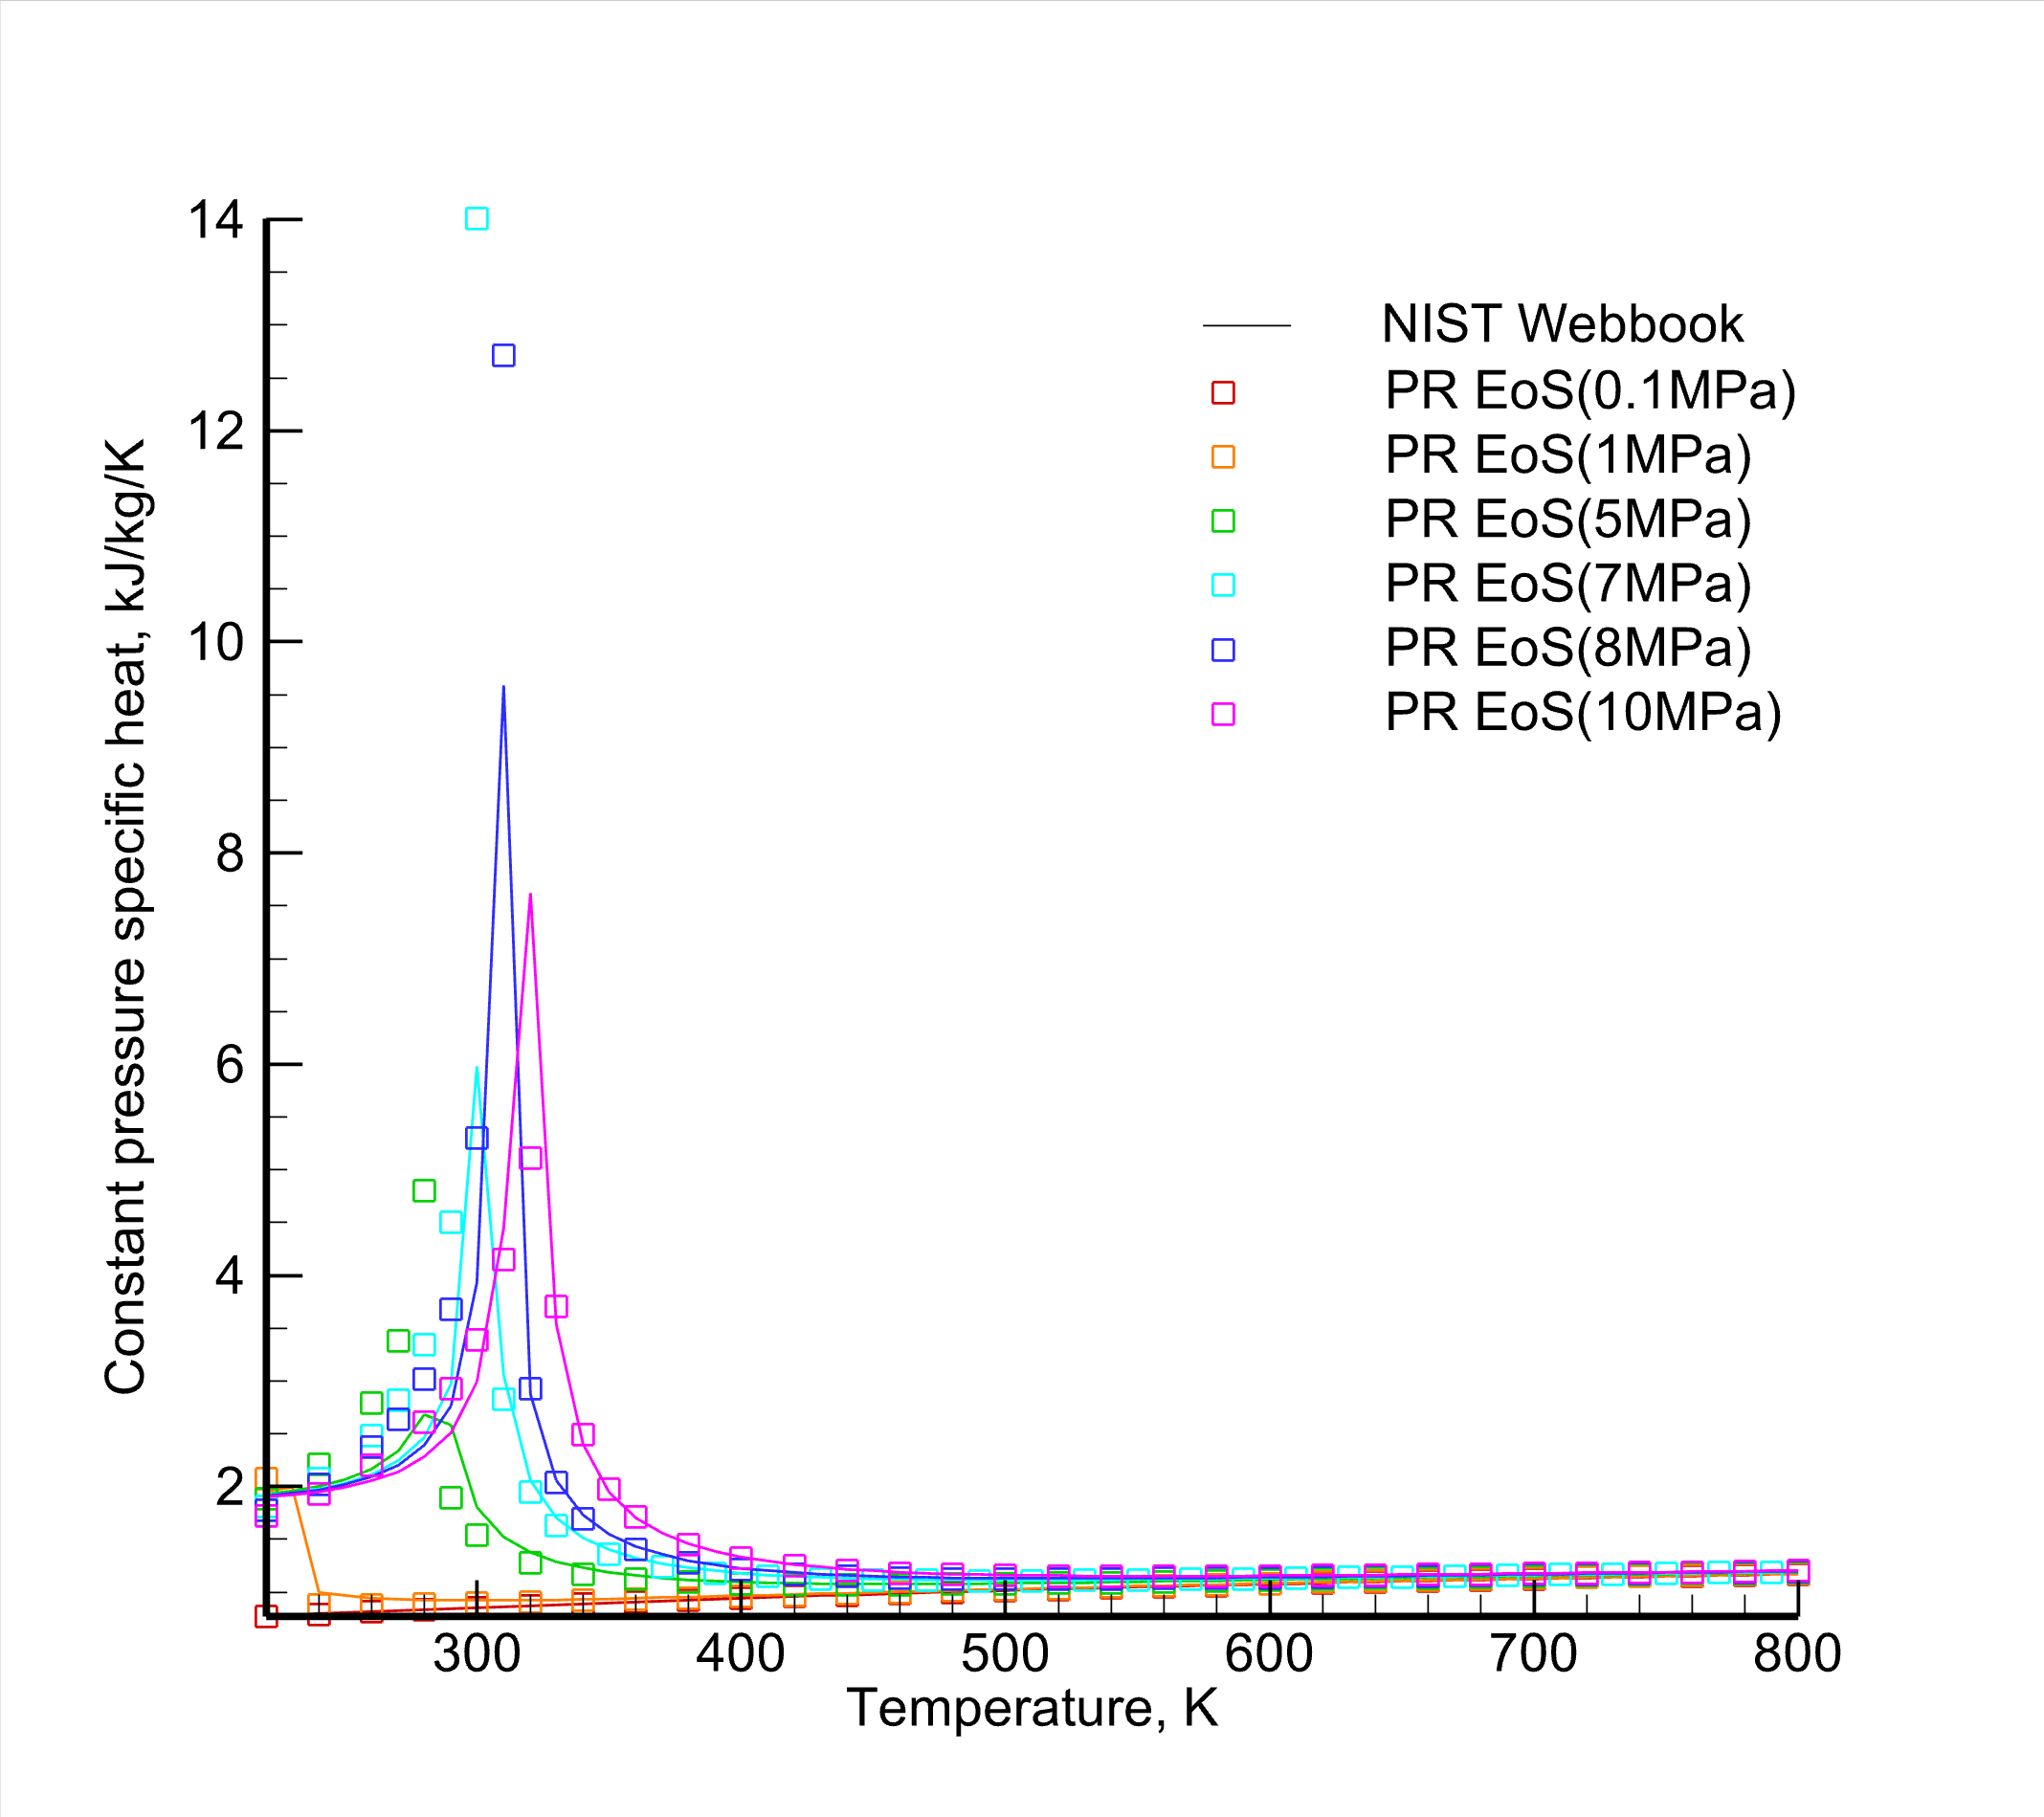 14
12
10
8
6
4
2
Constant pressure specific heat, kJ/kg/K
NIST Webbook
PR EoS(0.1MPa)
PR EoS(1MPa)
PR EoS(5MPa)
PR EoS(7MPa)
PR EoS(8MPa)
PR EoS(10MPa)
300 400 500 600 700 800
Temperature, K